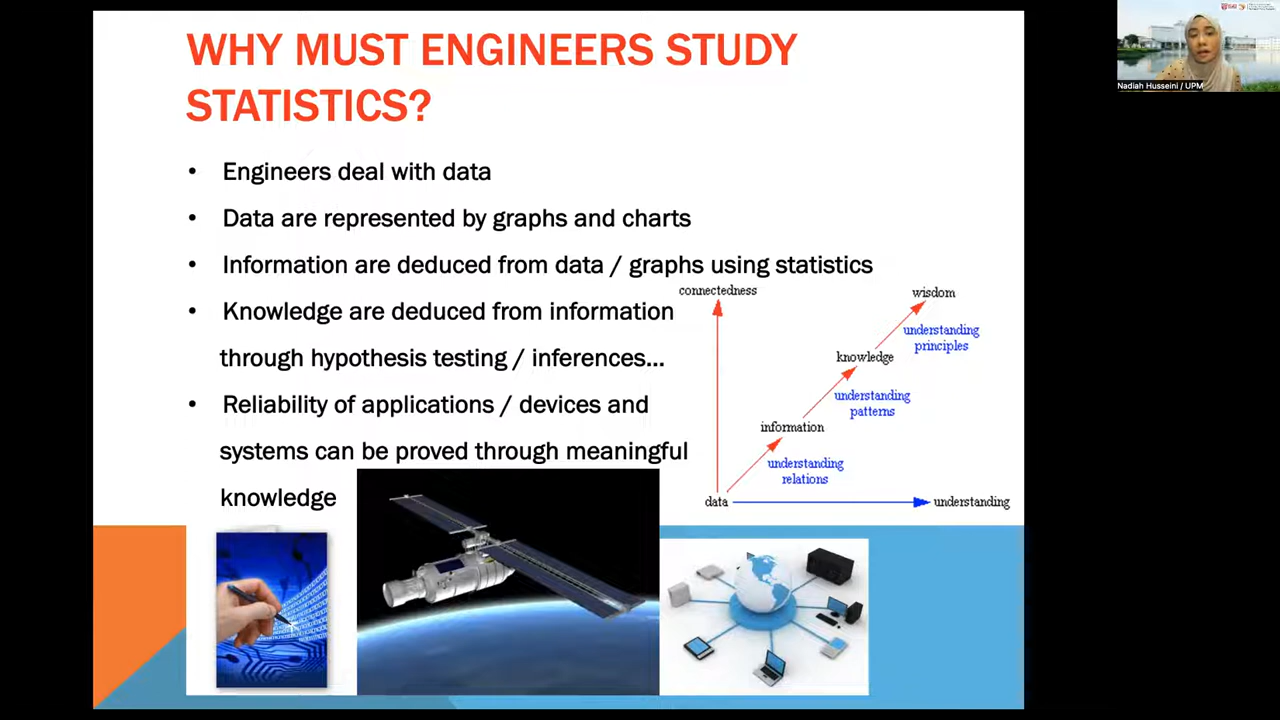 WHY MUST ENGINEERS STUDY
STATISTICS?
• Engineers deal with data
• Data are represented by graphs and charts
• Information are deduced from data / graphs using statistics
• Knowledge are deduced from information
through hypothesis testing / inferences...
• Reliability of applications / devices and
systems can be proved through meaningful
knowledge
connectedness
wisdom
understanding
principles
knowledge
understanding
patterns
information
understanding
relations
data
understanding
Nadiah Husseini / UPM